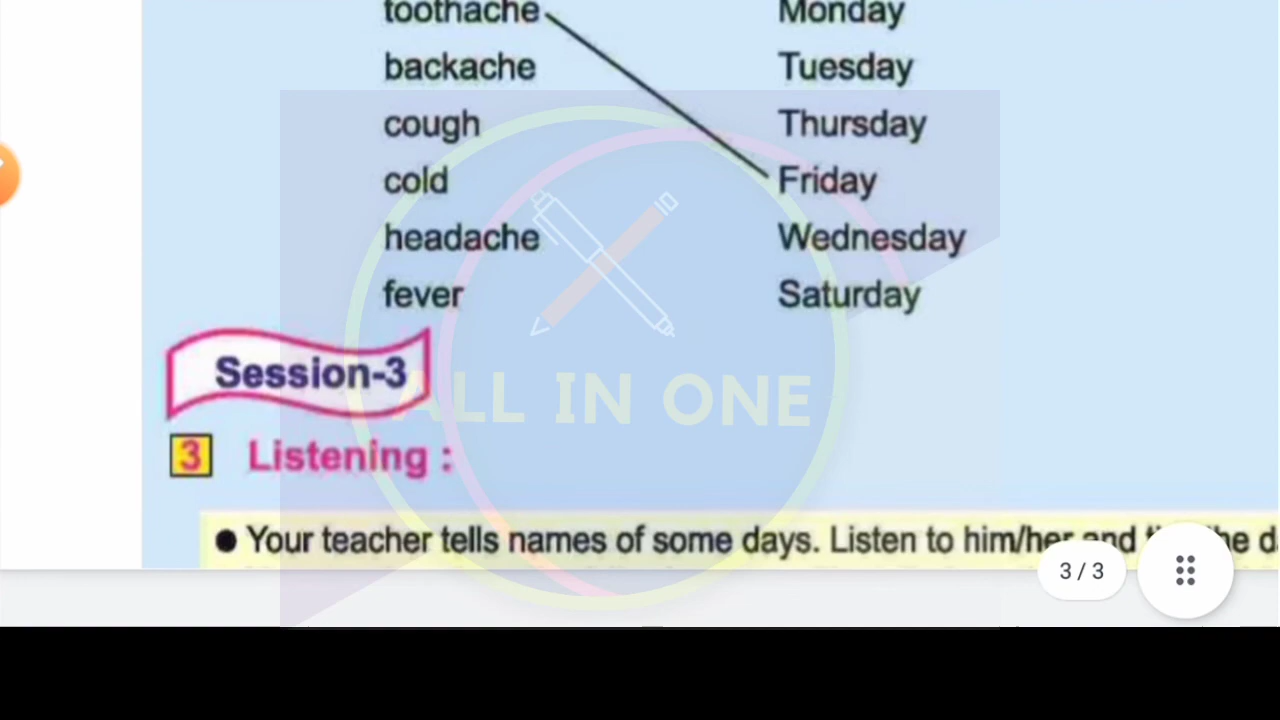 toothache Monday
backache Tuesday
cough Thursday
cold Friday
headache Wednesday
fever Saturday
Session-3
ALL IN ONE
3 Listening :
● Your teacher tells names of some days. Listen to him/her and
3 / 3